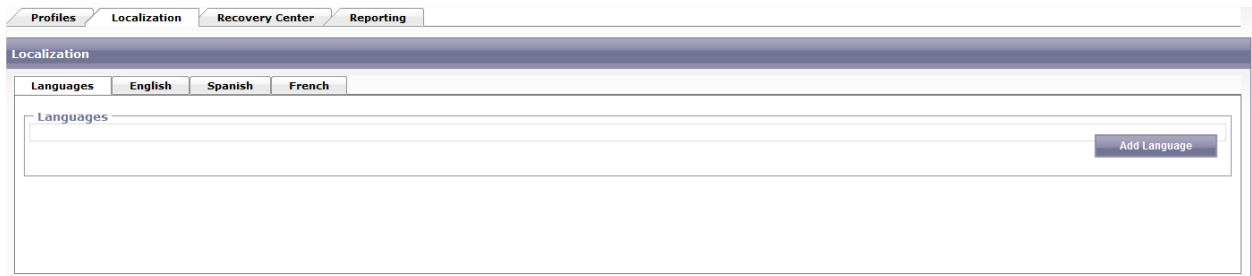 Profiles Localization Recovery Center Reporting
Localization
Languages English Spanish French
Languages
Add Language